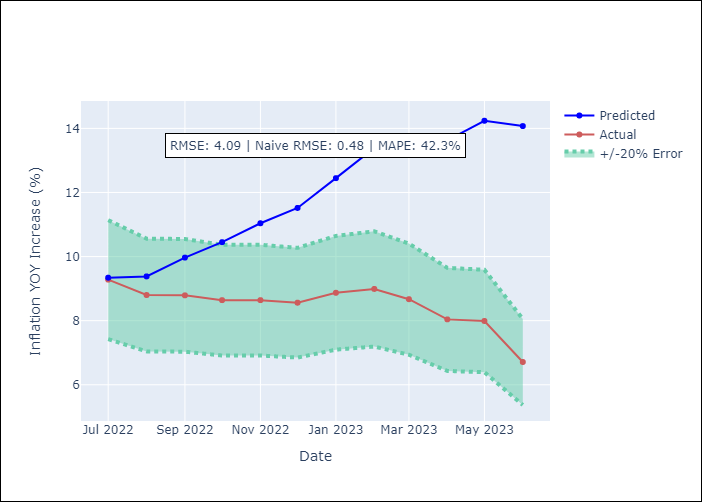 Predicted
Actual
+/-20% Error
RMSE: 4.09 | Naive RMSE: 0.48 | MAPE: 42.3%
Inflation YOY Increase (%)
14
12
10
8
6
Jul 2022 Sep 2022 Nov 2022 Jan 2023 Mar 2023 May 2023
Date